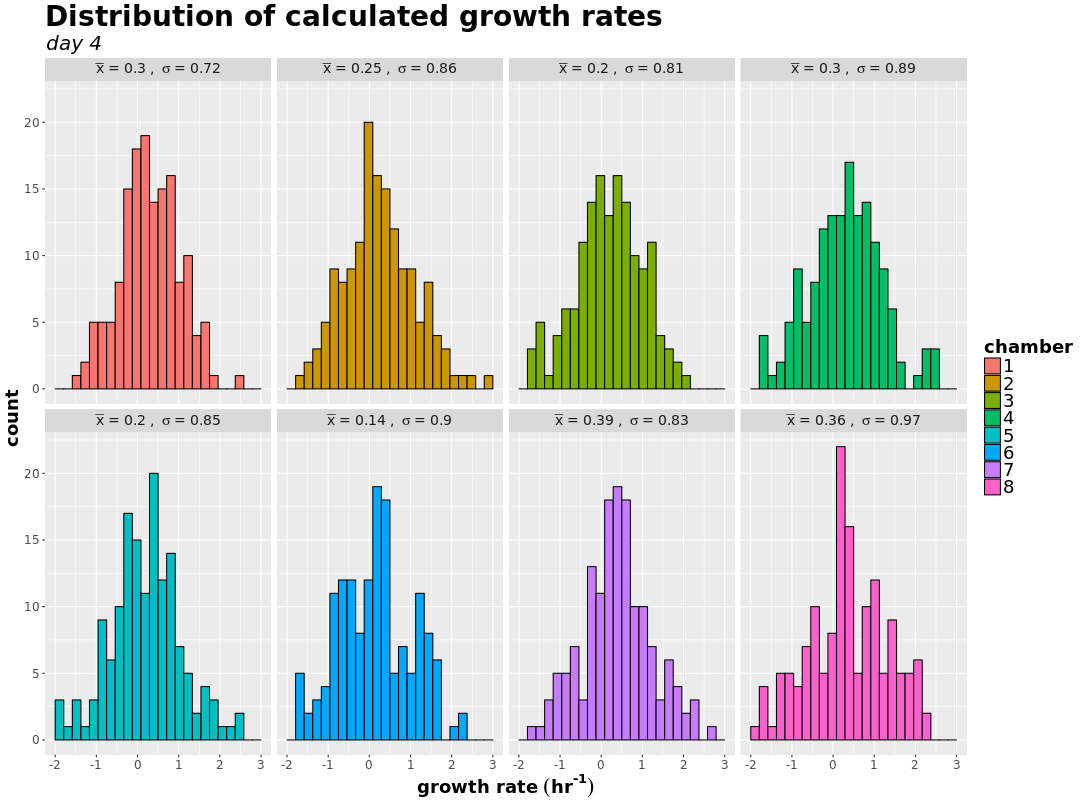 Distribution of calculated growth rates
day 4
x̅ = 0.3 , σ = 0.72
x̅ = 0.25 , σ = 0.86
x̅ = 0.2 , σ = 0.81
x̅ = 0.3 , σ = 0.89
20
15
10
5
0
x̅ = 0.2 , σ = 0.85
x̅ = 0.14 , σ = 0.9
x̅ = 0.39 , σ = 0.83
x̅ = 0.36 , σ = 0.97
20
15
10
5
0
-2 -1 0 1 2 3
-2 -1 0 1 2 3
-2 -1 0 1 2 3
-2 -1 0 1 2 3
growth rate (hr⁻¹)
count
chamber
1
2
3
4
5
6
7
8